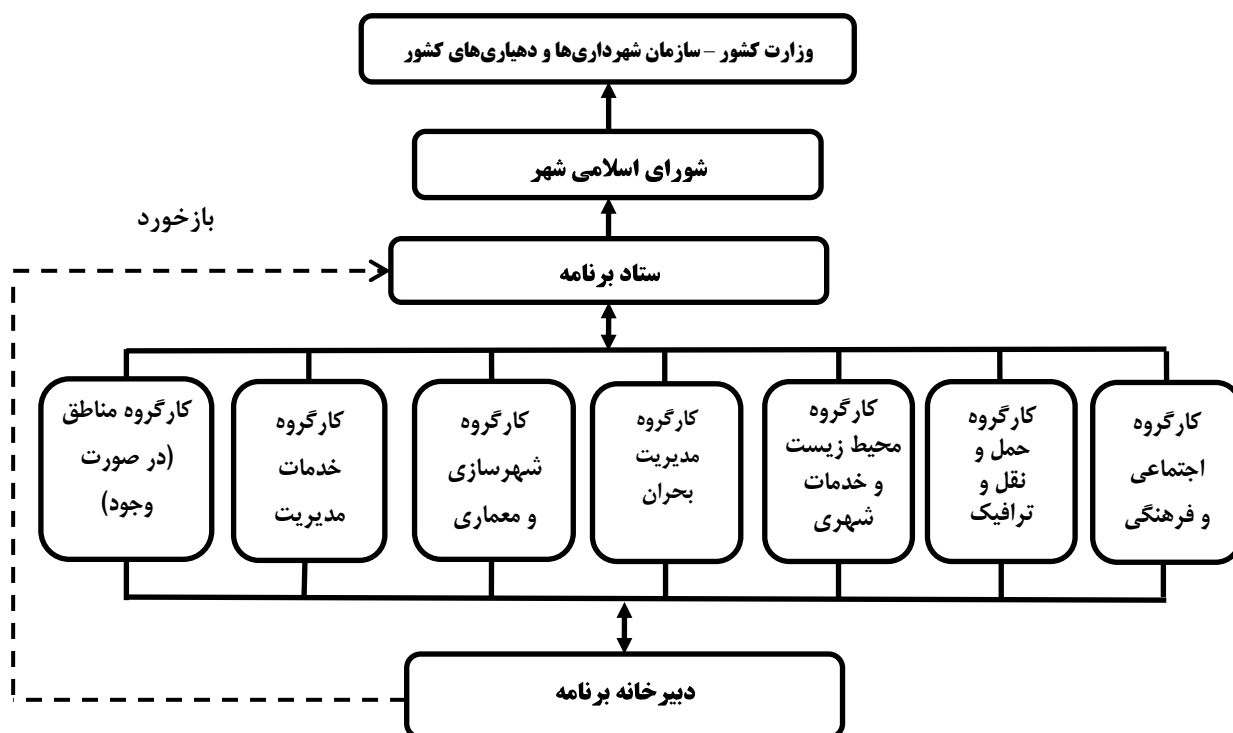 وزارت کشور – سازمان شهرداری‌ها و دهیاری‌های کشور
شورای اسلامی شهر
بازخورد
ستاد برنامه
کارگروه
اجتماعی
و فرهنگی
کارگروه
حمل و
نقل و
ترافیک
کارگروه
محیط زیست
و خدمات
شهری
کارگروه
مدیریت
بحران
کارگروه
شهرسازی
و معماری
کارگروه
خدمات
مدیریت
کارگروه مناطق
(در صورت
وجود)
دبیرخانه برنامه